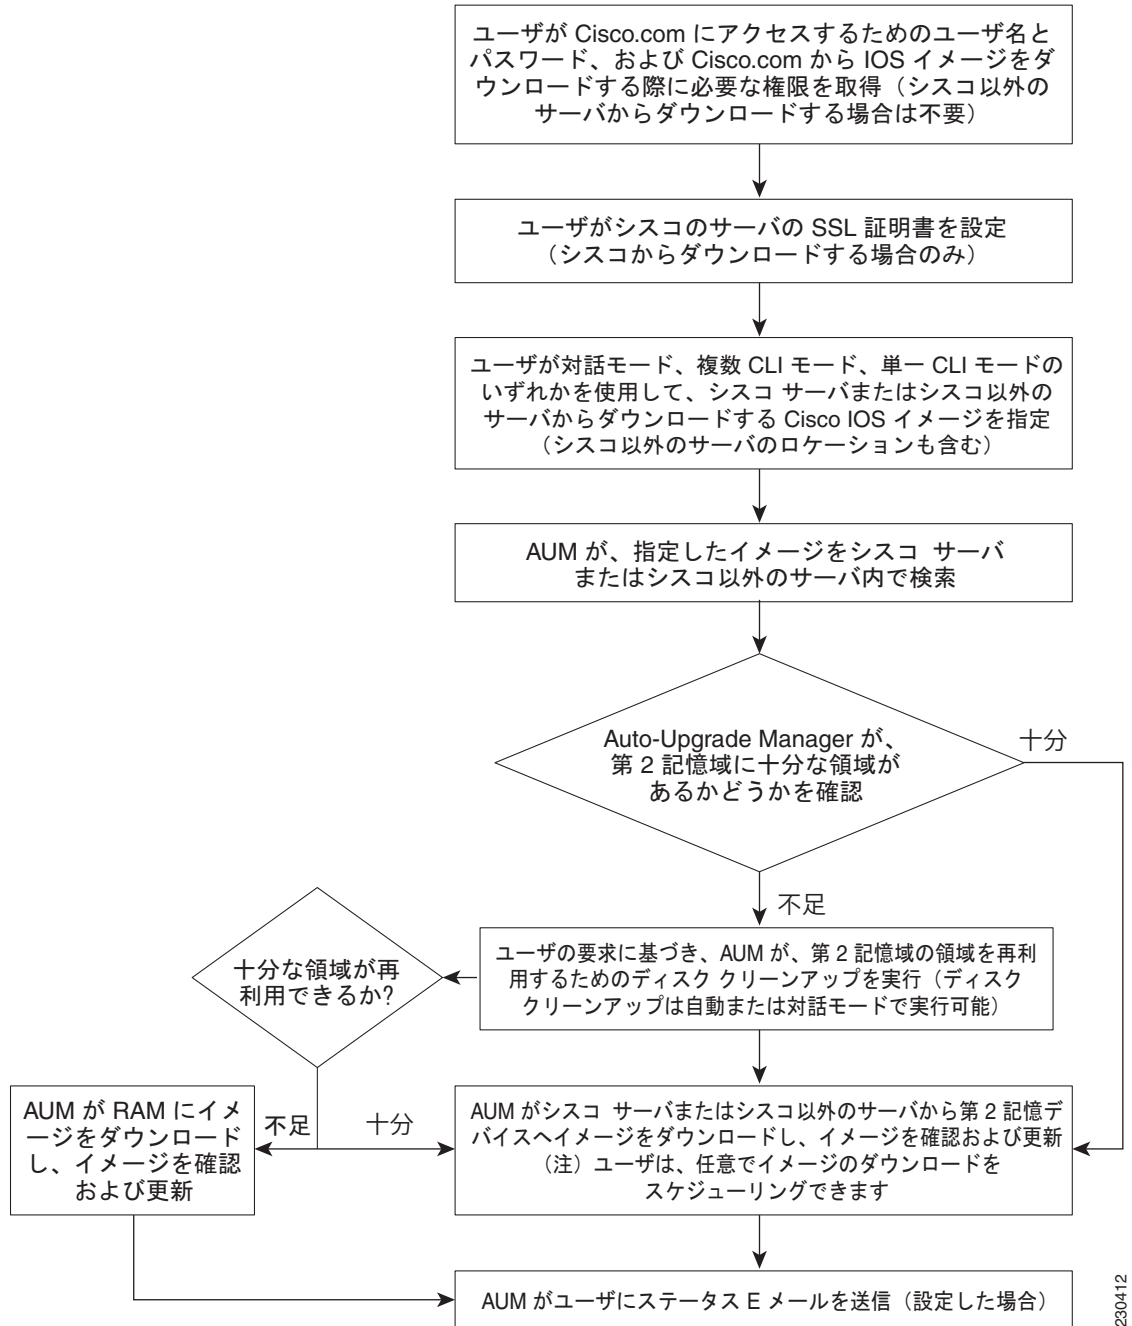 ユーザが Cisco.com にアクセスするためのユーザ名と
パスワード、および Cisco.com から IOS イメージをダ
ウンロードする際に必要な権限を取得（シスコ以外の
サーバからダウンロードする場合は不要）
ユーザがシスコのサーバの SSL 証明書を設定
（シスコからダウンロードする場合のみ）
ユーザが対話モード、複数 CLI モード、単一 CLI モードの
いずれかを使用して、シスコ サーバまたはシスコ以外の
サーバからダウンロードする Cisco IOS イメージを指定
（シスコ以外のサーバのロケーションも含む）
AUM が、指定したイメージをシスコ サーバ
またはシスコ以外のサーバ内で検索
Auto-Upgrade Manager が、
第 2 記憶域に十分な領域が
あるかどうかを確認
十分
不足
ユーザの要求に基づき、AUM が、第 2 記憶域の領域を再利
用するためのディスク クリーンアップを実行（ディスク
クリーンアップは自動または対話モードで実行可能）
十分な領域が再
利用できるか?
不足
十分
AUM が RAM にイメ
ージをダウンロード
し、イメージを確認
および更新
AUM がシスコ サーバまたはシスコ以外のサーバから第 2 記憶デ
バイスへイメージをダウンロードし、イメージを確認および更新
（注）ユーザは、任意でイメージのダウンロードを
スケジューリングできます
AUM がユーザにステータス E メールを送信（設定した場合）
230412